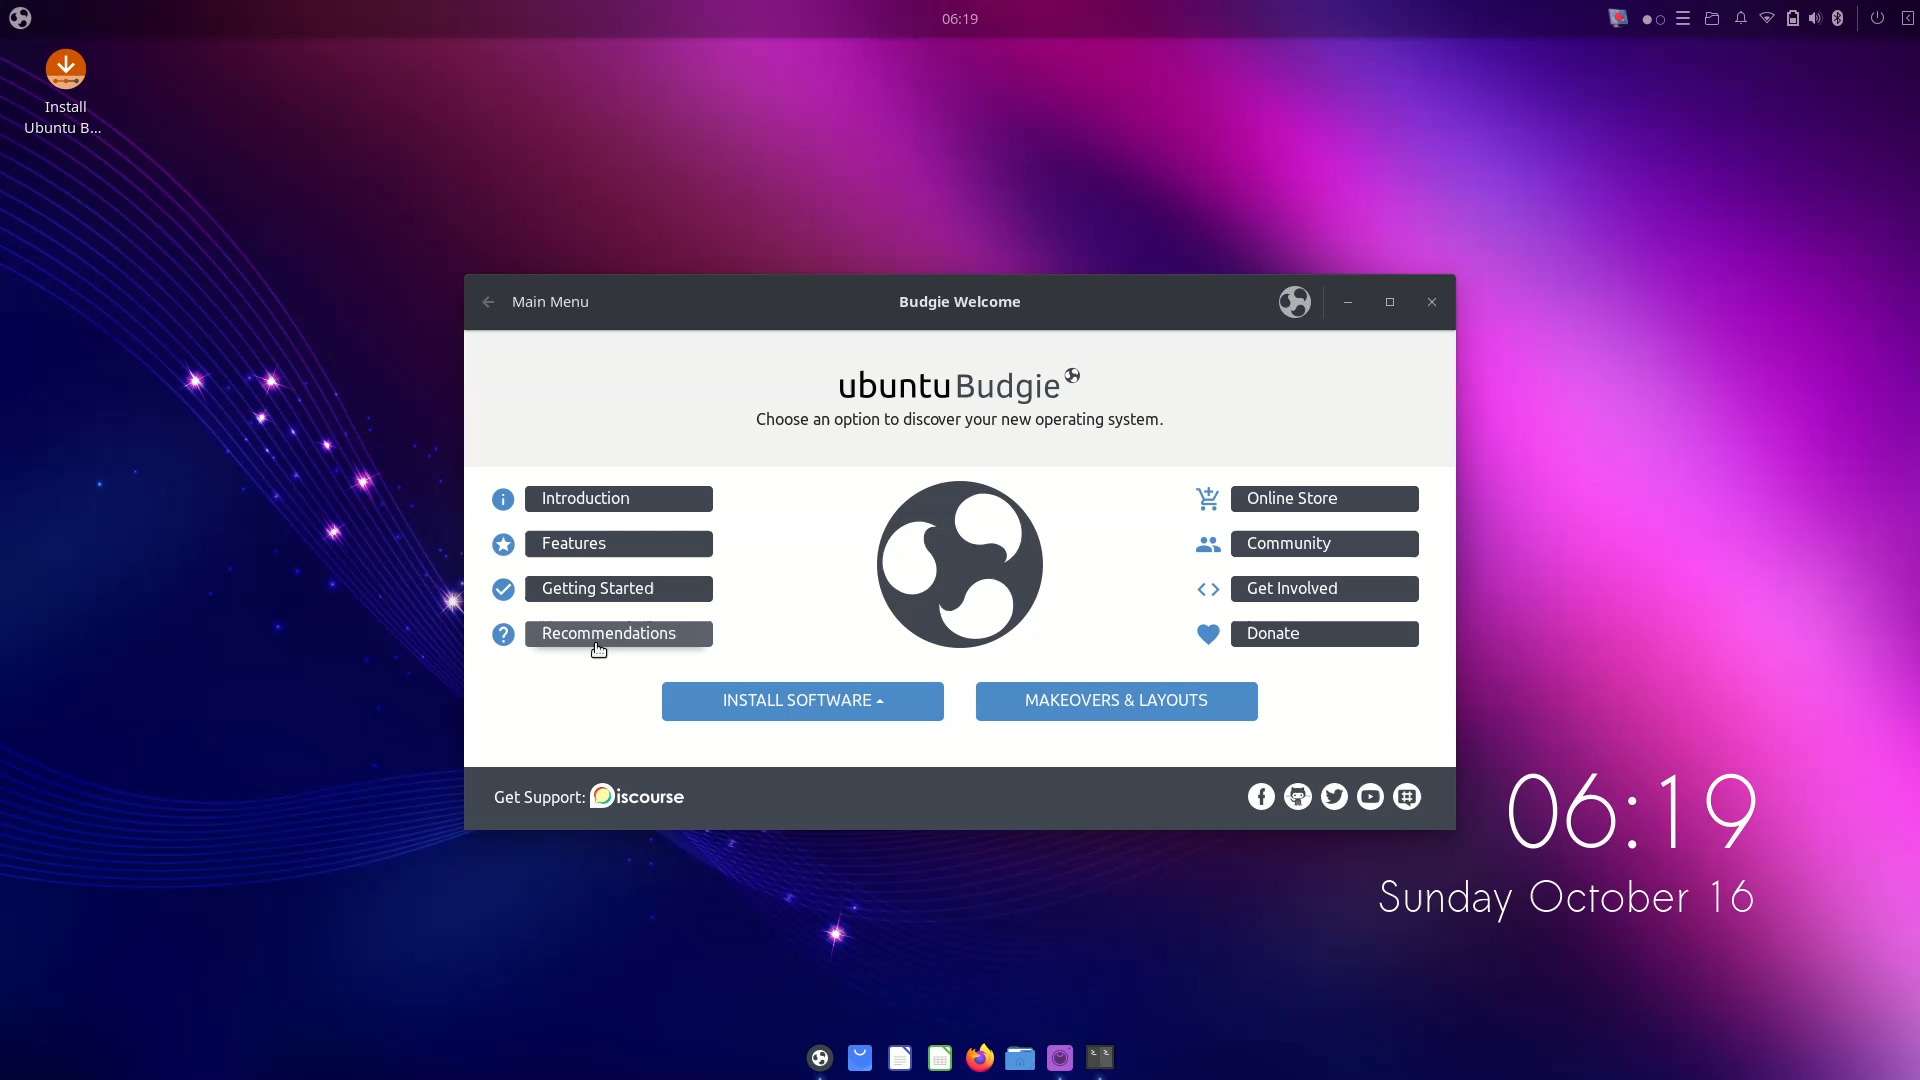 06:19
Install
Ubuntu B...
Main Menu
Budgie Welcome
ubuntu Budgie
Choose an option to discover your new operating system.
Introduction
Features
Getting Started
Recommendations
Online Store
Community
Get Involved
Donate
INSTALL SOFTWARE
MAKEOVERS & LAYOUTS
Get Support: Discourse
06:19
Sunday October 16